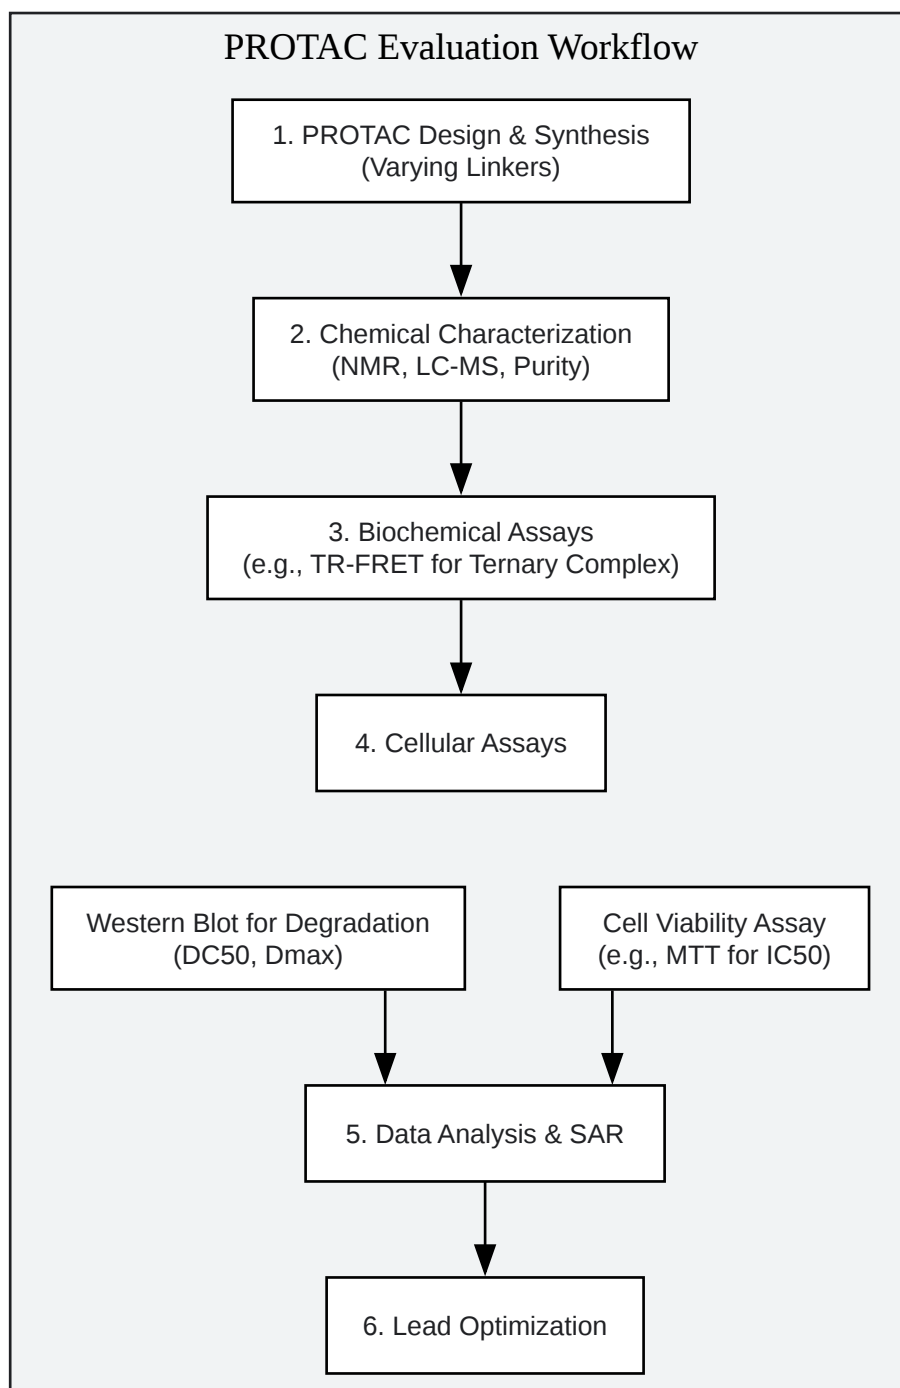 PROTAC Evaluation Workflow
1. PROTAC Design & Synthesis
(Varying Linkers)
2. Chemical Characterization
(NMR, LC-MS, Purity)
3. Biochemical Assays
(e.g., TR-FRET for Ternary Complex)
4. Cellular Assays
Western Blot for Degradation
(DC50, Dmax)
Cell Viability Assay
(e.g., MTT for IC50)
5. Data Analysis & SAR
6. Lead Optimization